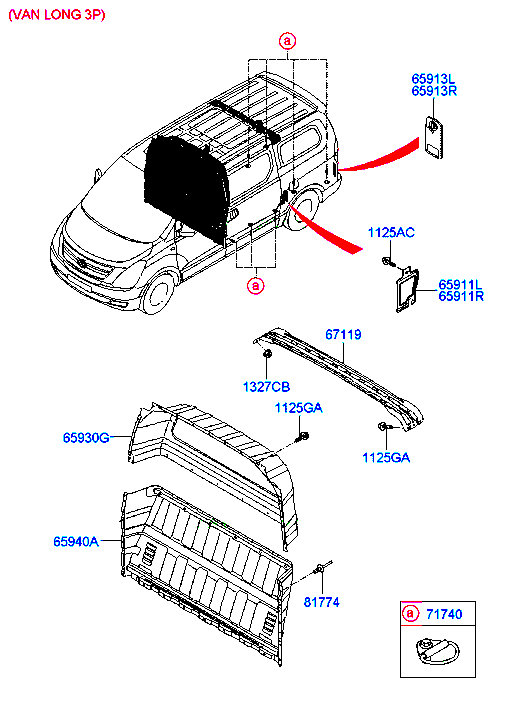 (VAN LONG 3P)
a
65913L
65913R
1125AC
a
65911L
65911R
67119
1327CB
1125GA
65930G
1125GA
65940A
81774
a 71740